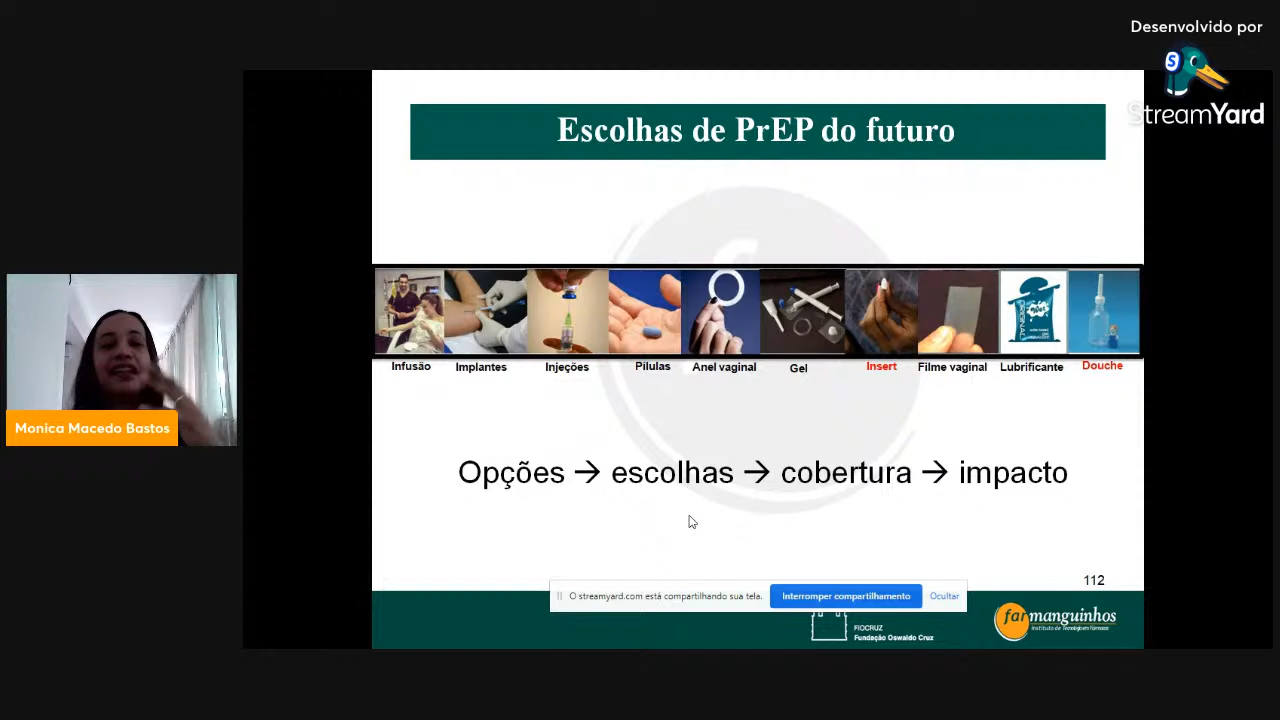 Desenvolvido por
StreamYard
Escolhas de PrEP do futuro
Infusão Implantes Injeções Pílulas Anel vaginal Gel Insert Filme vaginal Lubrificante Douche
Monica Macedo Bastos
Opções → escolhas → cobertura → impacto
112
O streamyard.com está compartilhando sua tela. Interromper compartilhamento Ocultar
FIOCRUZ
Fundação Oswaldo Cruz
farmanguinhos
Instituto de Tecnologia em Fármacos